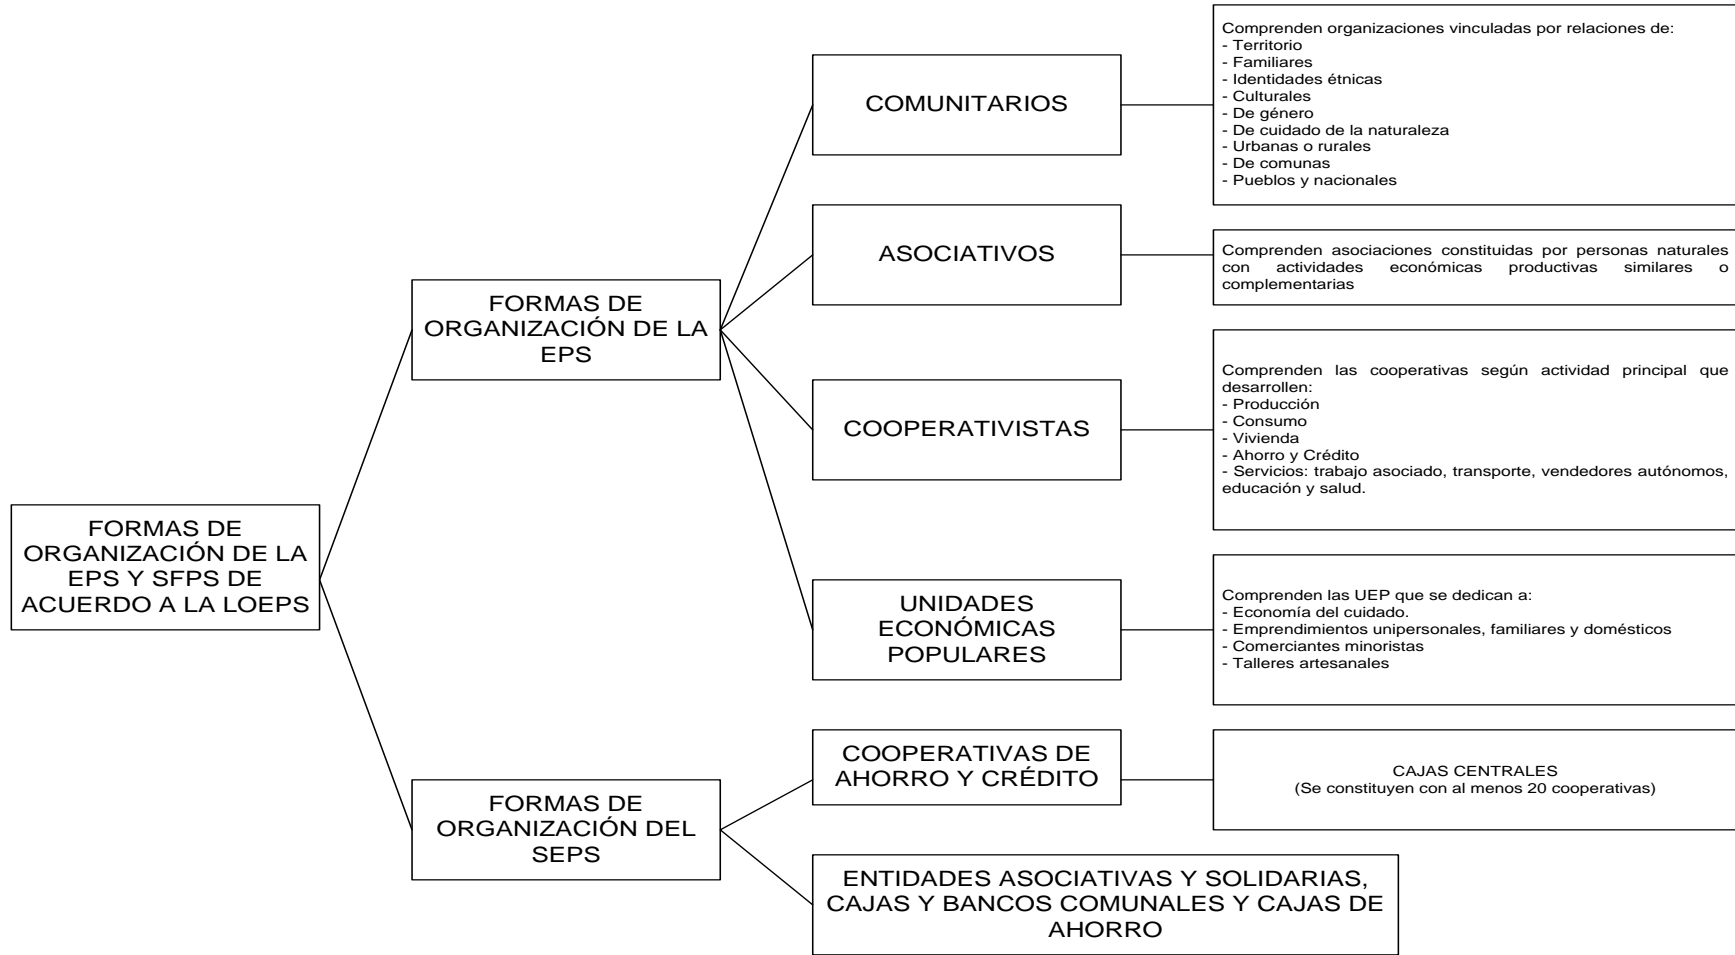 FORMAS DE
ORGANIZACIÓN DE LA
EPS Y SFPS DE
ACUERDO A LA LOEPS
FORMAS DE
ORGANIZACIÓN DE LA
EPS
COMUNITARIOS
Comprenden organizaciones vinculadas por relaciones de:
- Territorio
- Familiares
- Identidades étnicas
- Culturales
- De género
- De cuidado de la naturaleza
- Urbanas o rurales
- De comunas
- Pueblos y nacionales
ASOCIATIVOS
Comprenden asociaciones constituidas por personas naturales
con actividades económicas productivas similares o
complementarias
COOPERATIVISTAS
Comprenden las cooperativas según actividad principal que
desarrollen:
- Producción
- Consumo
- Vivienda
- Ahorro y Crédito
- Servicios: trabajo asociado, transporte, vendedores autónomos,
educación y salud.
UNIDADES
ECONÓMICAS
POPULARES
Comprenden las UEP que se dedican a:
- Economía del cuidado.
- Emprendimientos unipersonales, familiares y domésticos
- Comerciantes minoristas
- Talleres artesanales
FORMAS DE
ORGANIZACIÓN DEL
SEPS
COOPERATIVAS DE
AHORRO Y CRÉDITO
CAJAS CENTRALES
(Se constituyen con al menos 20 cooperativas)
ENTIDADES ASOCIATIVAS Y SOLIDARIAS,
CAJAS Y BANCOS COMUNALES Y CAJAS DE
AHORRO